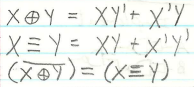 X ⊕ Y = XY' + X'Y
X ≡ Y = XY + X'Y'
(X̅ ̅⊕̅ ̅Y̅) = (X ≡ Y)